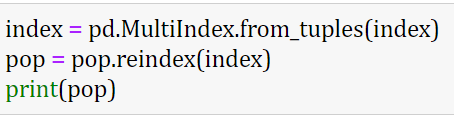 index = pd.MultiIndex.from_tuples(index)
pop = pop.reindex(index)
print(pop)